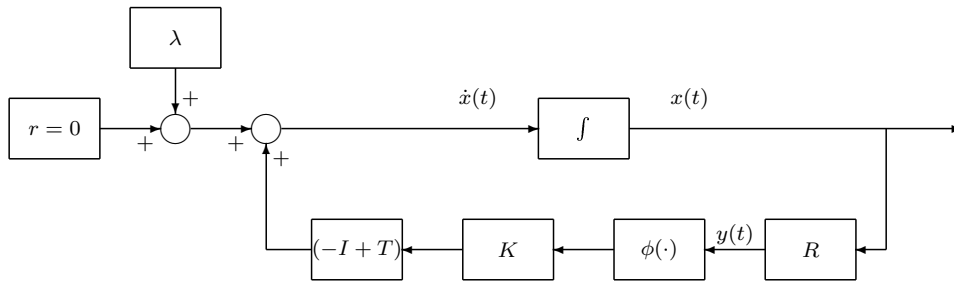 λ
+
r = 0
+
+
+
ẋ(t)
∫
x(t)
(−I + T)
K
ϕ(·)
y(t)
R